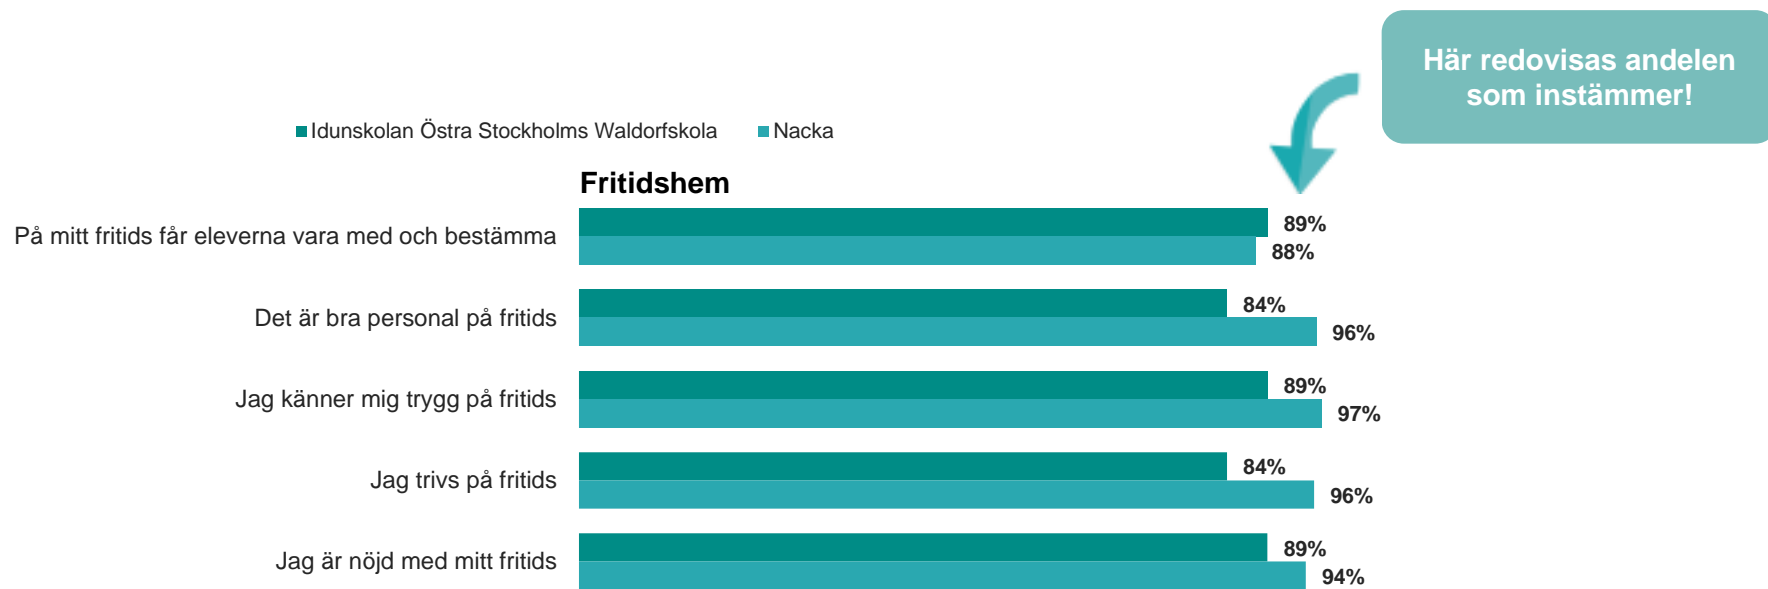 Här redovisas andelen
som instämmer!
Idunskolan Östra Stockholms Waldorfskola Nacka
Fritidshem
På mitt fritids får eleverna vara med och bestämma
89%
88%
Det är bra personal på fritids
84%
96%
Jag känner mig trygg på fritids
89%
97%
Jag trivs på fritids
84%
96%
Jag är nöjd med mitt fritids
89%
94%